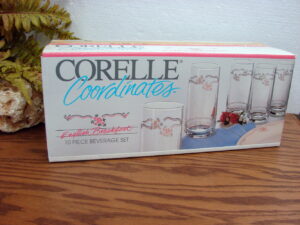 CORELLE
Coordinates
English Breakfast
10 PIECE BEVERAGE SET